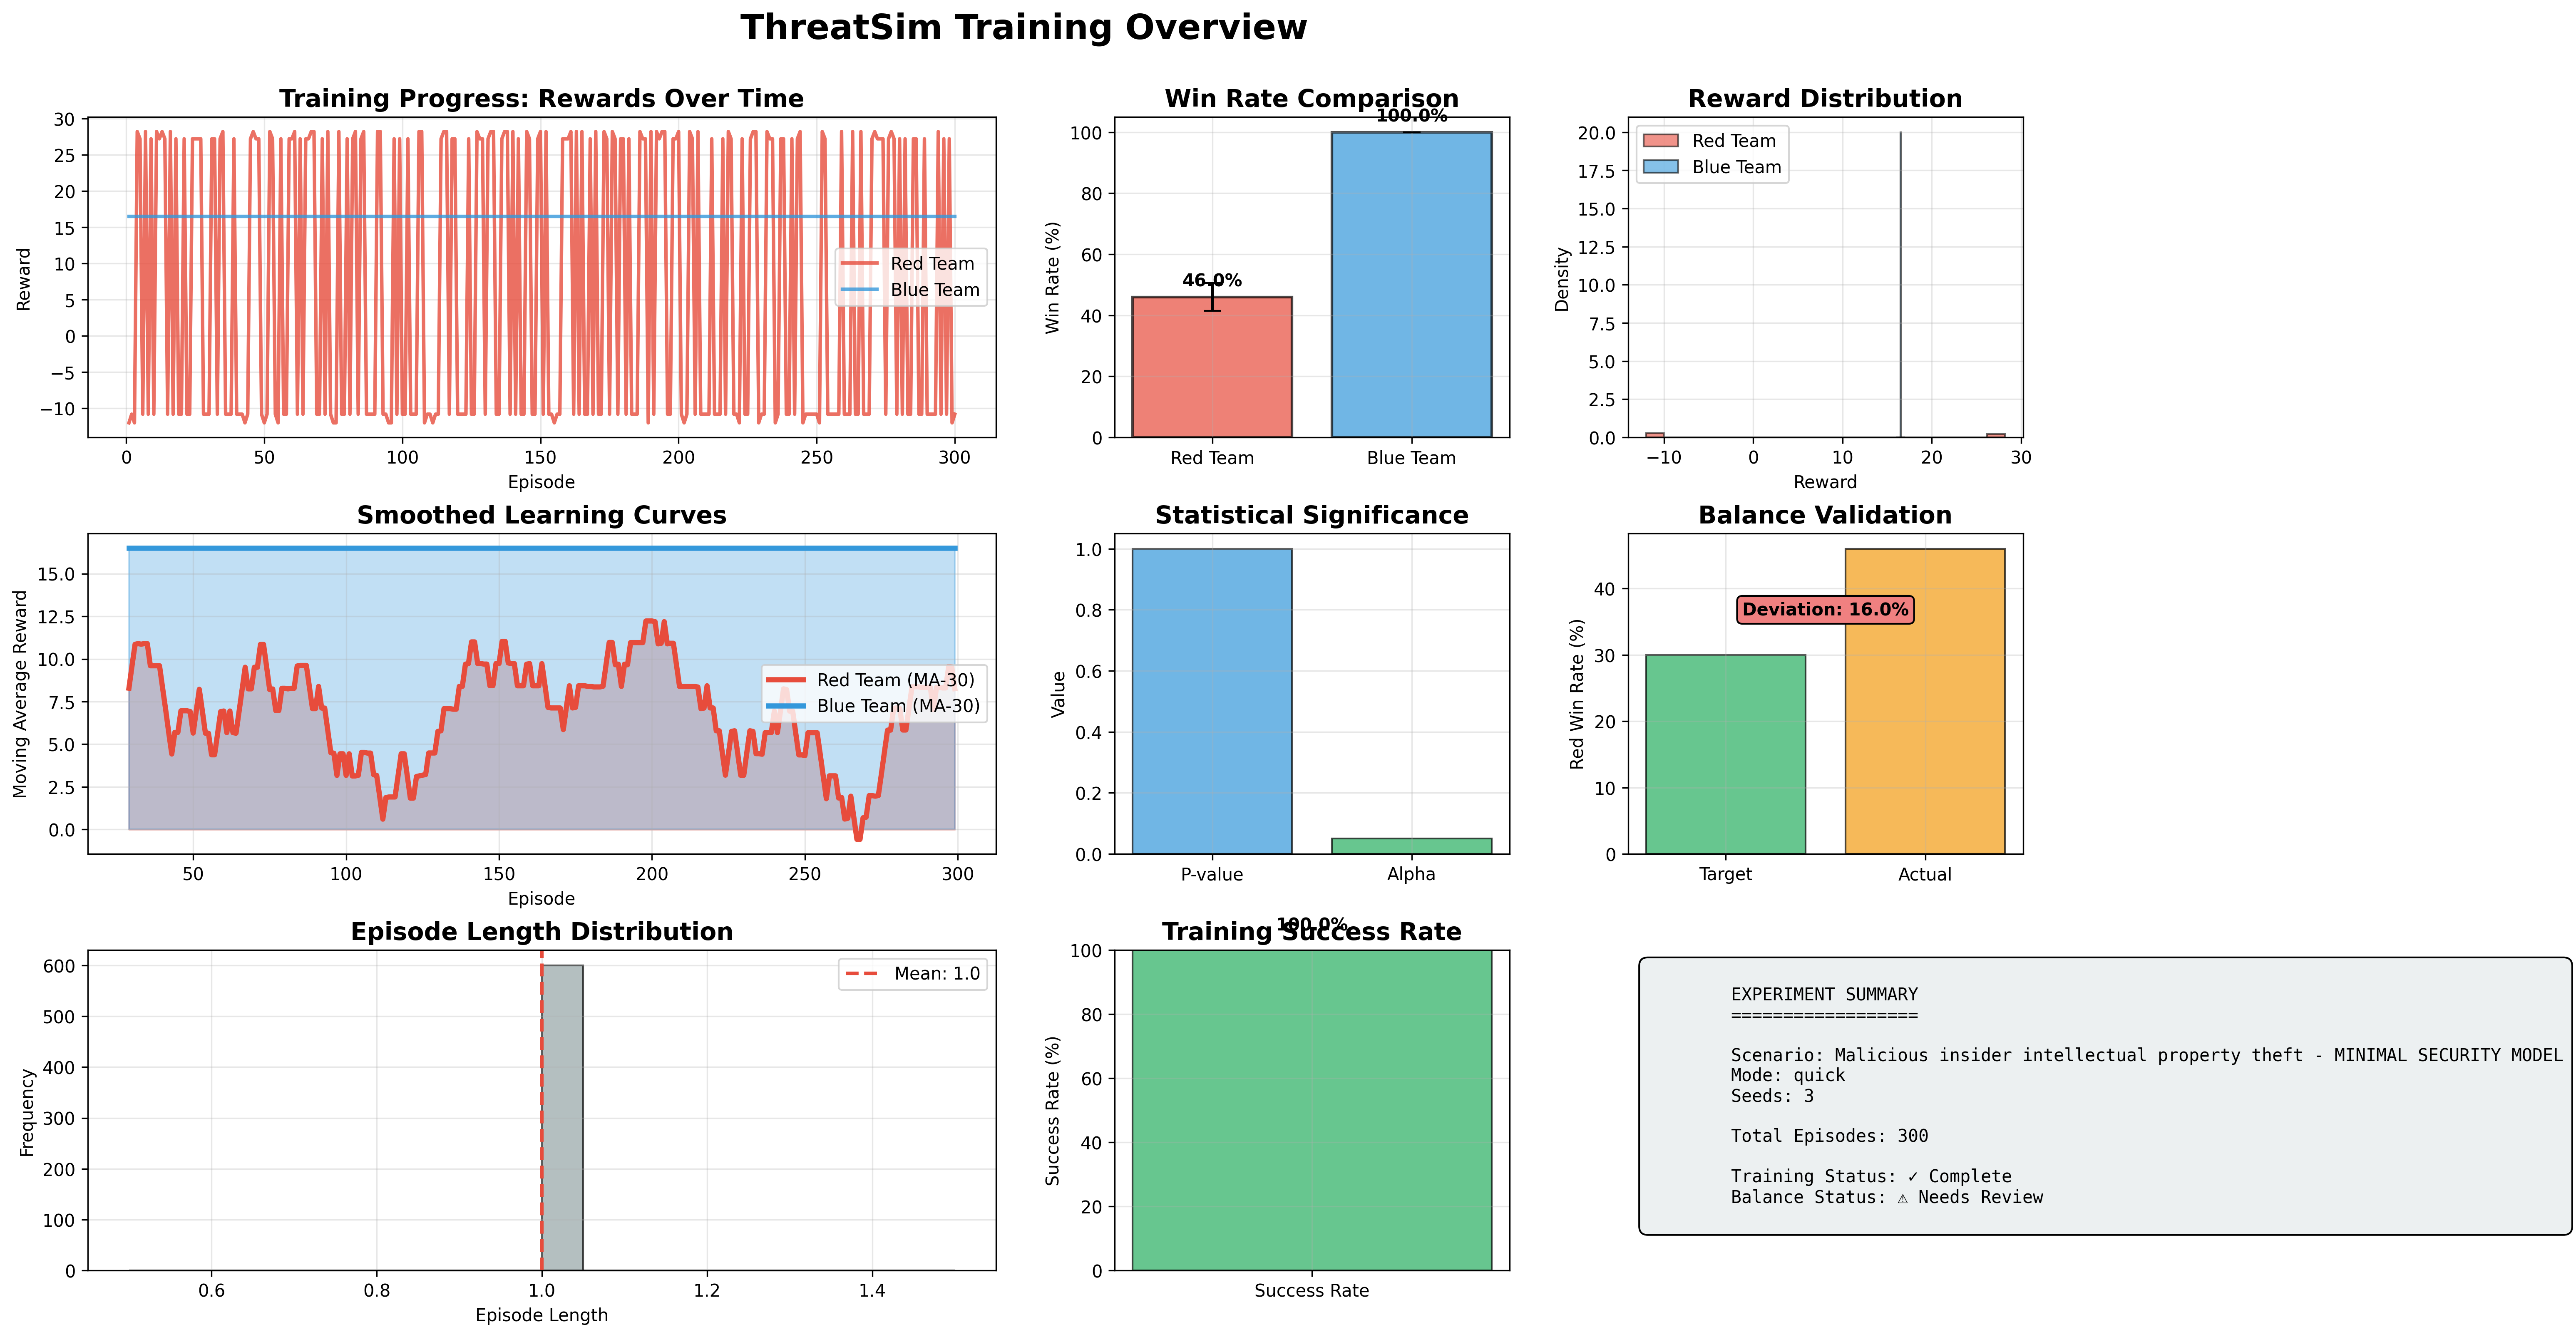 ThreatSim Training Overview
Training Progress: Rewards Over Time
30
25
20
15
10
5
0
−5
−10
Reward
0 50 100 150 200 250 300
Episode
Red Team
Blue Team
Win Rate Comparison
100.0%
46.0%
100
80
60
40
20
0
Win Rate (%)
Red Team Blue Team
Reward Distribution
Red Team
Blue Team
20.0
17.5
15.0
12.5
10.0
7.5
5.0
2.5
0.0
Density
−10 0 10 20 30
Reward
Smoothed Learning Curves
15.0
12.5
10.0
7.5
5.0
2.5
0.0
Moving Average Reward
50 100 150 200 250 300
Episode
Red Team (MA-30)
Blue Team (MA-30)
Statistical Significance
1.0
0.8
0.6
0.4
0.2
0.0
Value
P-value Alpha
Balance Validation
Deviation: 16.0%
40
30
20
10
0
Red Win Rate (%)
Target Actual
Episode Length Distribution
Mean: 1.0
600
500
400
300
200
100
0
Frequency
0.6 0.8 1.0 1.2 1.4
Episode Length
100.0%
Training Success Rate
100
80
60
40
20
0
Success Rate (%)
Success Rate
EXPERIMENT SUMMARY
==================
Scenario: Malicious insider intellectual property theft - MINIMAL SECURITY MODEL
Mode: quick
Seeds: 3
Total Episodes: 300
Training Status: ✓ Complete
Balance Status: ⚠ Needs Review